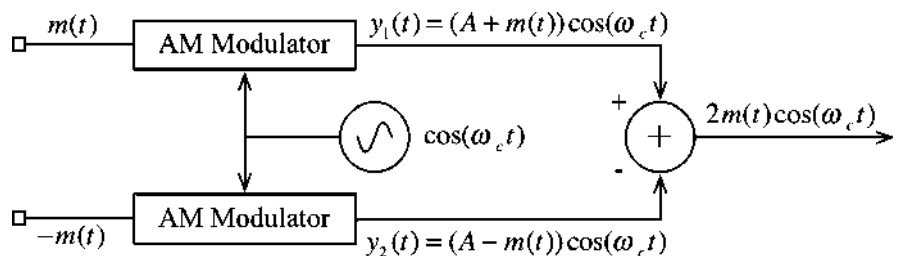 m(t)
AM Modulator
y₁(t) = (A + m(t)) cos(ω_c t)
+
+
2m(t) cos(ω_c t)
cos(ω_c t)
-
AM Modulator
−m(t)
y₂(t) = (A − m(t)) cos(ω_c t)